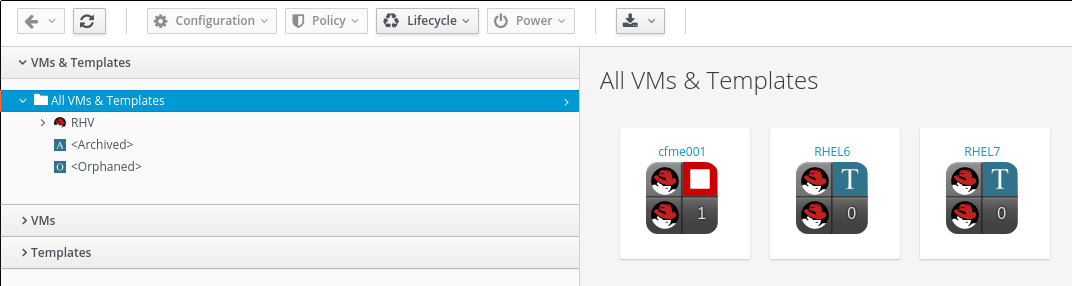 Configuration Policy Lifecycle Power
VMs & Templates
All VMs & Templates
RHV
A <Archived>
O <Orphaned>
VMs
Templates
All VMs & Templates
cfme001 RHEL6 RHEL7
T T
1 0 0